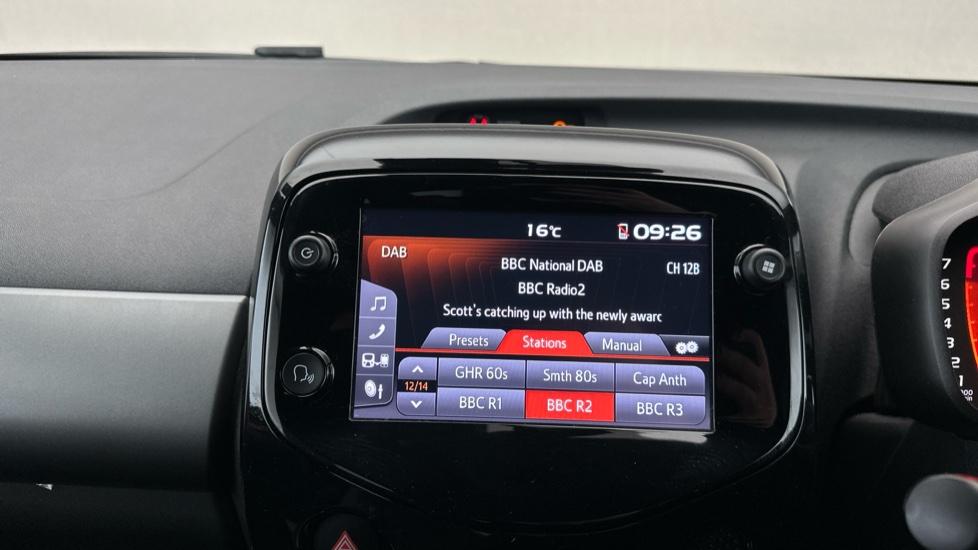 16°C 09:26
DAB
BBC National DAB CH 12B
BBC Radio2
Scott's catching up with the newly awarc
Presets Stations Manual
GHR 60s Smth 80s Cap Anth
12/14
BBC R1 BBC R2 BBC R3
7
6
5
4
3
2
1